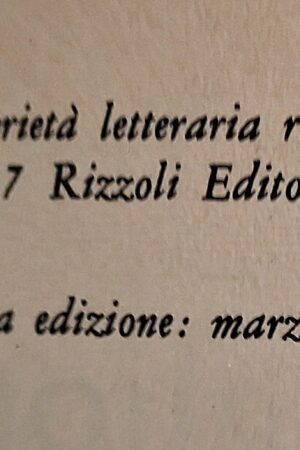 rietà letteraria r
7 Rizzoli Edito
a edizione: marz